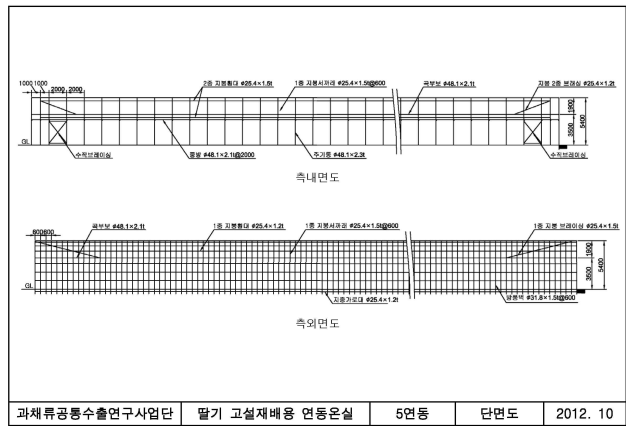 1000 1000 2000 2000
2중 지붕횡대 ø25.4×1.5t
1중 지붕서까래 ø25.4×1.5t@600
곡부보 ø48.1×2.1t
지붕 2중 브레싱 ø25.4×1.2t
1900
3500
5400
GL
수직브레이싱
중방 ø48.1×2.1t@2000
주기둥 ø48.1×2.3t
수직브레이싱
측내면도
600600
곡부보 ø48.1×2.1t
1중 지붕횡대 ø25.4×1.2t
1중 지붕서까래 ø25.4×1.5t@600
1중 지붕 브레이싱 ø25.4×1.5t
1900
3500
5400
GL
지중가로대 ø25.4×1.2t
방풍벽 ø31.8×1.5t@600
측외면도
과채류공통수출연구사업단 딸기 고설재배용 연동온실 5연동 단면도 2012. 10